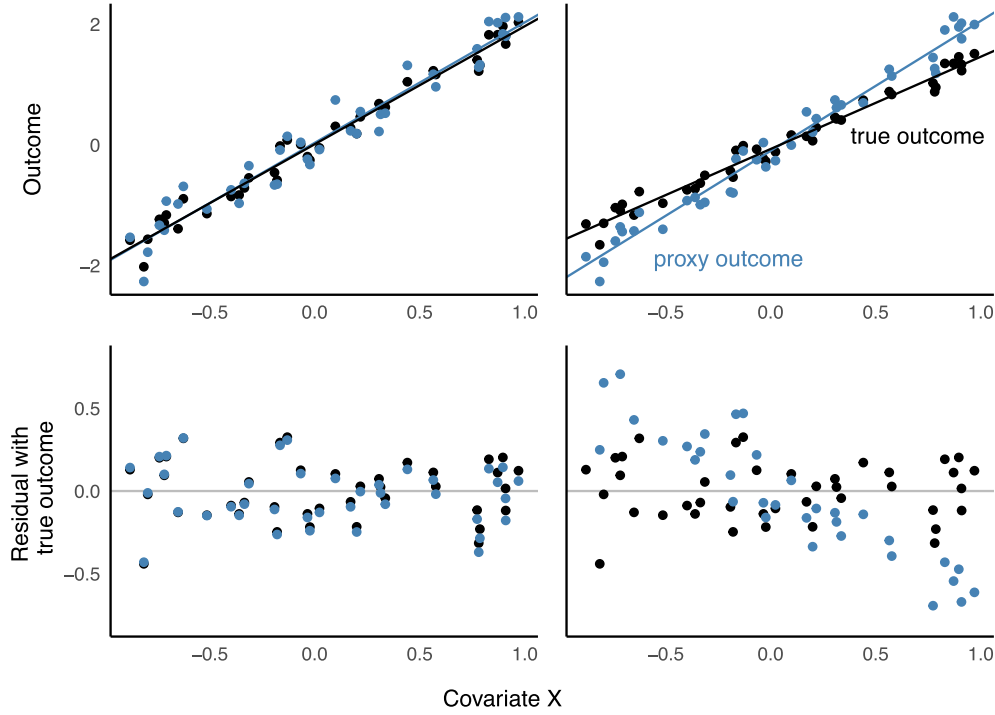 Outcome
2
0
−2
−0.5 0.0 0.5 1.0
true outcome
proxy outcome
−0.5 0.0 0.5 1.0
Residual with
true outcome
0.5
0.0
−0.5
−0.5 0.0 0.5 1.0
−0.5 0.0 0.5 1.0
Covariate X